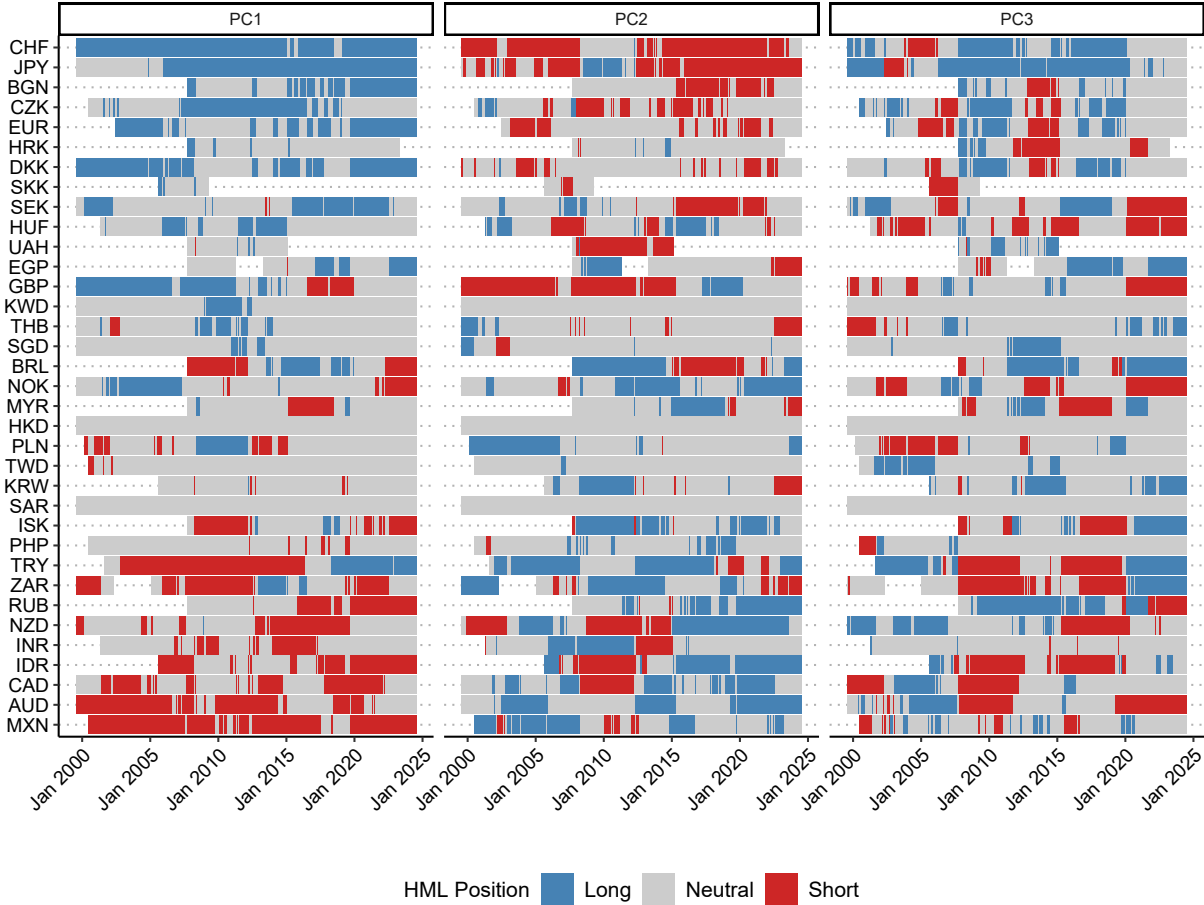 PC1 PC2 PC3
CHF
JPY
BGN
CZK
EUR
HRK
DKK
SKK
SEK
HUF
UAH
EGP
GBP
KWD
THB
SGD
BRL
NOK
MYR
HKD
PLN
TWD
KRW
SAR
ISK
PHP
TRY
ZAR
RUB
NZD
INR
IDR
CAD
AUD
MXN
Jan 2000 Jan 2005 Jan 2010 Jan 2015 Jan 2020 Jan 2025 Jan 2000 Jan 2005 Jan 2010 Jan 2015 Jan 2020 Jan 2025 Jan 2000 Jan 2005 Jan 2010 Jan 2015 Jan 2020 Jan 2025
HML Position Long Neutral Short